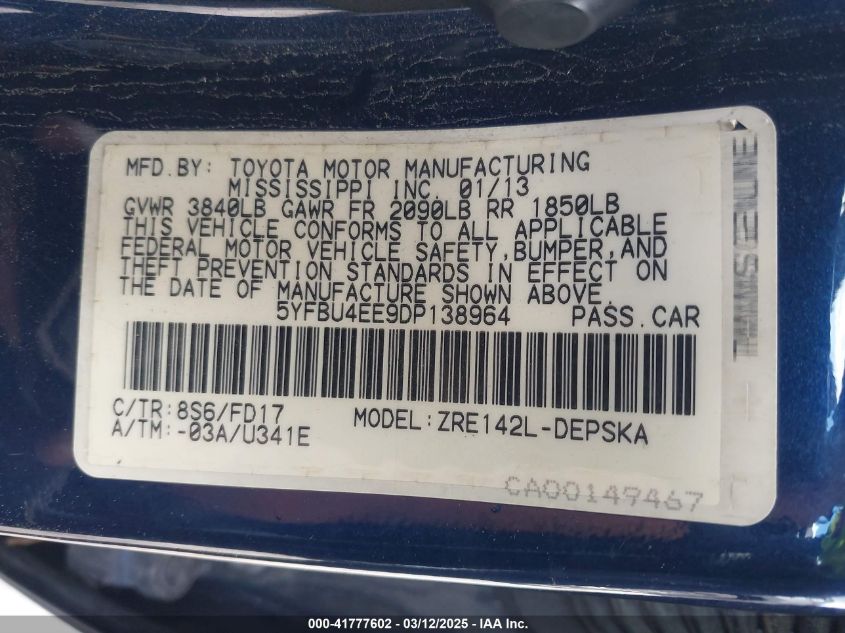 MFD.BY: TOYOTA MOTOR MANUFACTURING
MISSISSIPPI INC. 01/13
GVWR 3840LB GAWR FR 2090LB RR 1850LB
THIS VEHICLE CONFORMS TO ALL APPLICABLE
FEDERAL MOTOR VEHICLE SAFETY,BUMPER,AND
THEFT PREVENTION STANDARDS IN EFFECT ON
THE DATE OF MANUFACTURE SHOWN ABOVE.
5YFBU4EE9DP138964 PASS.CAR
C/TR:8S6/FD17 MODEL:ZRE142L-DEPSKA
A/TM:-03A/U341E
CA00149467
000-41777602 - 03/12/2025 - IAAI - IAA Inc.